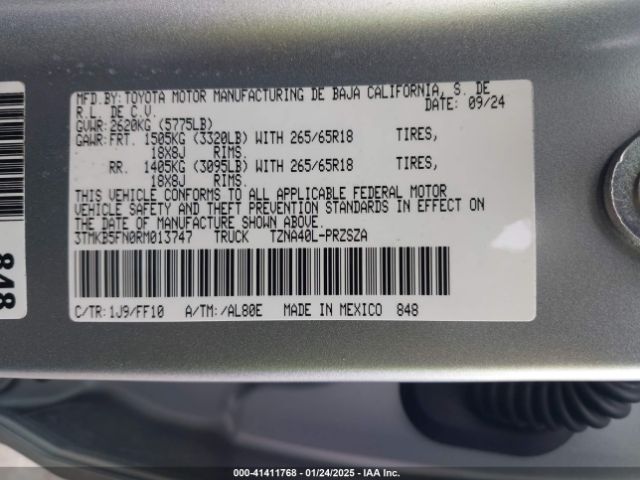 MFD.BY:TOYOTA MOTOR MANUFACTURING DE BAJA CALIFORNIA, S. DE
R.L. DE C.V. DATE: 09/24
GVWR:2620KG (5775LB)
GAWR:FRT. 1505KG (3320LB) WITH 265/65R18 TIRES,
18X8J RIMS.
RR. 1405KG (3095LB) WITH 265/65R18 TIRES,
18X8J RIMS.
THIS VEHICLE CONFORMS TO ALL APPLICABLE FEDERAL MOTOR
VEHICLE SAFETY AND THEFT PREVENTION STANDARDS IN EFFECT ON
THE DATE OF MANUFACTURE SHOWN ABOVE.
3TMKB5FN0RM013747 TRUCK TZNA40L-PRZSZA
C/TR:1J9/FF10 A/TM:/AL80E MADE IN MEXICO 848
848
000-41411768 - 01/24/2025 - IAA Inc.